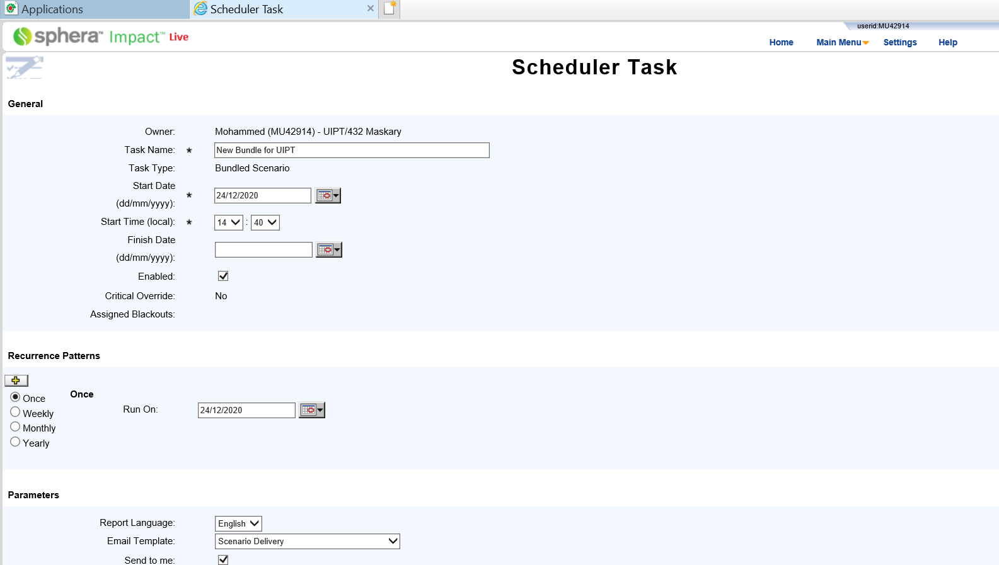 Applications
Scheduler Task
sphera™ Impact™ Live
userid:MU42914
Home Main Menu Settings Help
Scheduler Task
General
Owner: Mohammed (MU42914) - UIPT/432 Maskary
Task Name: * New Bundle for UIPT
Task Type: Bundled Scenario
Start Date
(dd/mm/yyyy): * 24/12/2020
Start Time (local): * 14 : 40
Finish Date
(dd/mm/yyyy):
Enabled:
Critical Override: No
Assigned Blackouts:
Recurrence Patterns
Once
Weekly
Monthly
Yearly
Once
Run On: 24/12/2020
Parameters
Report Language: English
Email Template: Scenario Delivery
Send to me: